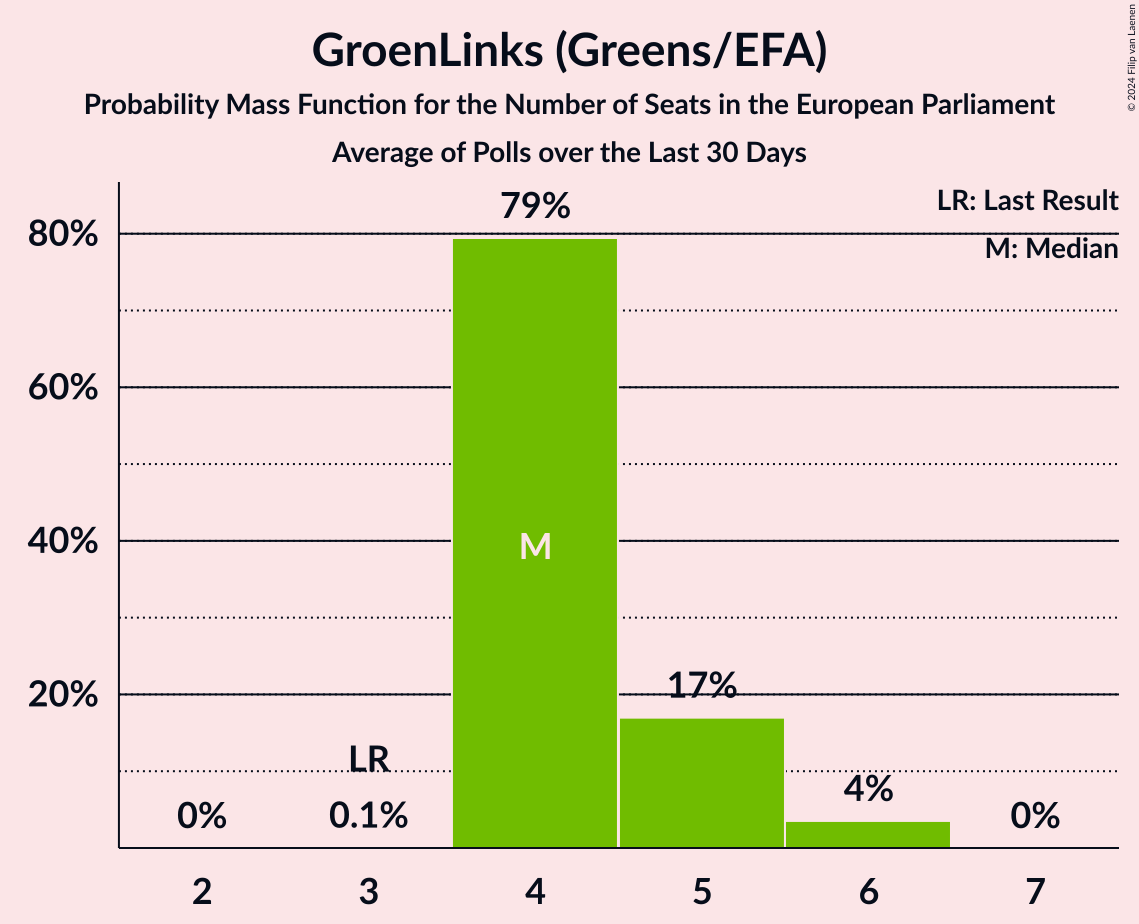 GroenLinks (Greens/EFA)
Probability Mass Function for the Number of Seats in the European Parliament
Average of Polls over the Last 30 Days
© 2024 Filip van Laenen
LR: Last Result
M: Median
80%
60%
40%
20%
79%
M
17%
LR
4%
0%
0.1%
0%
2
3
4
5
6
7